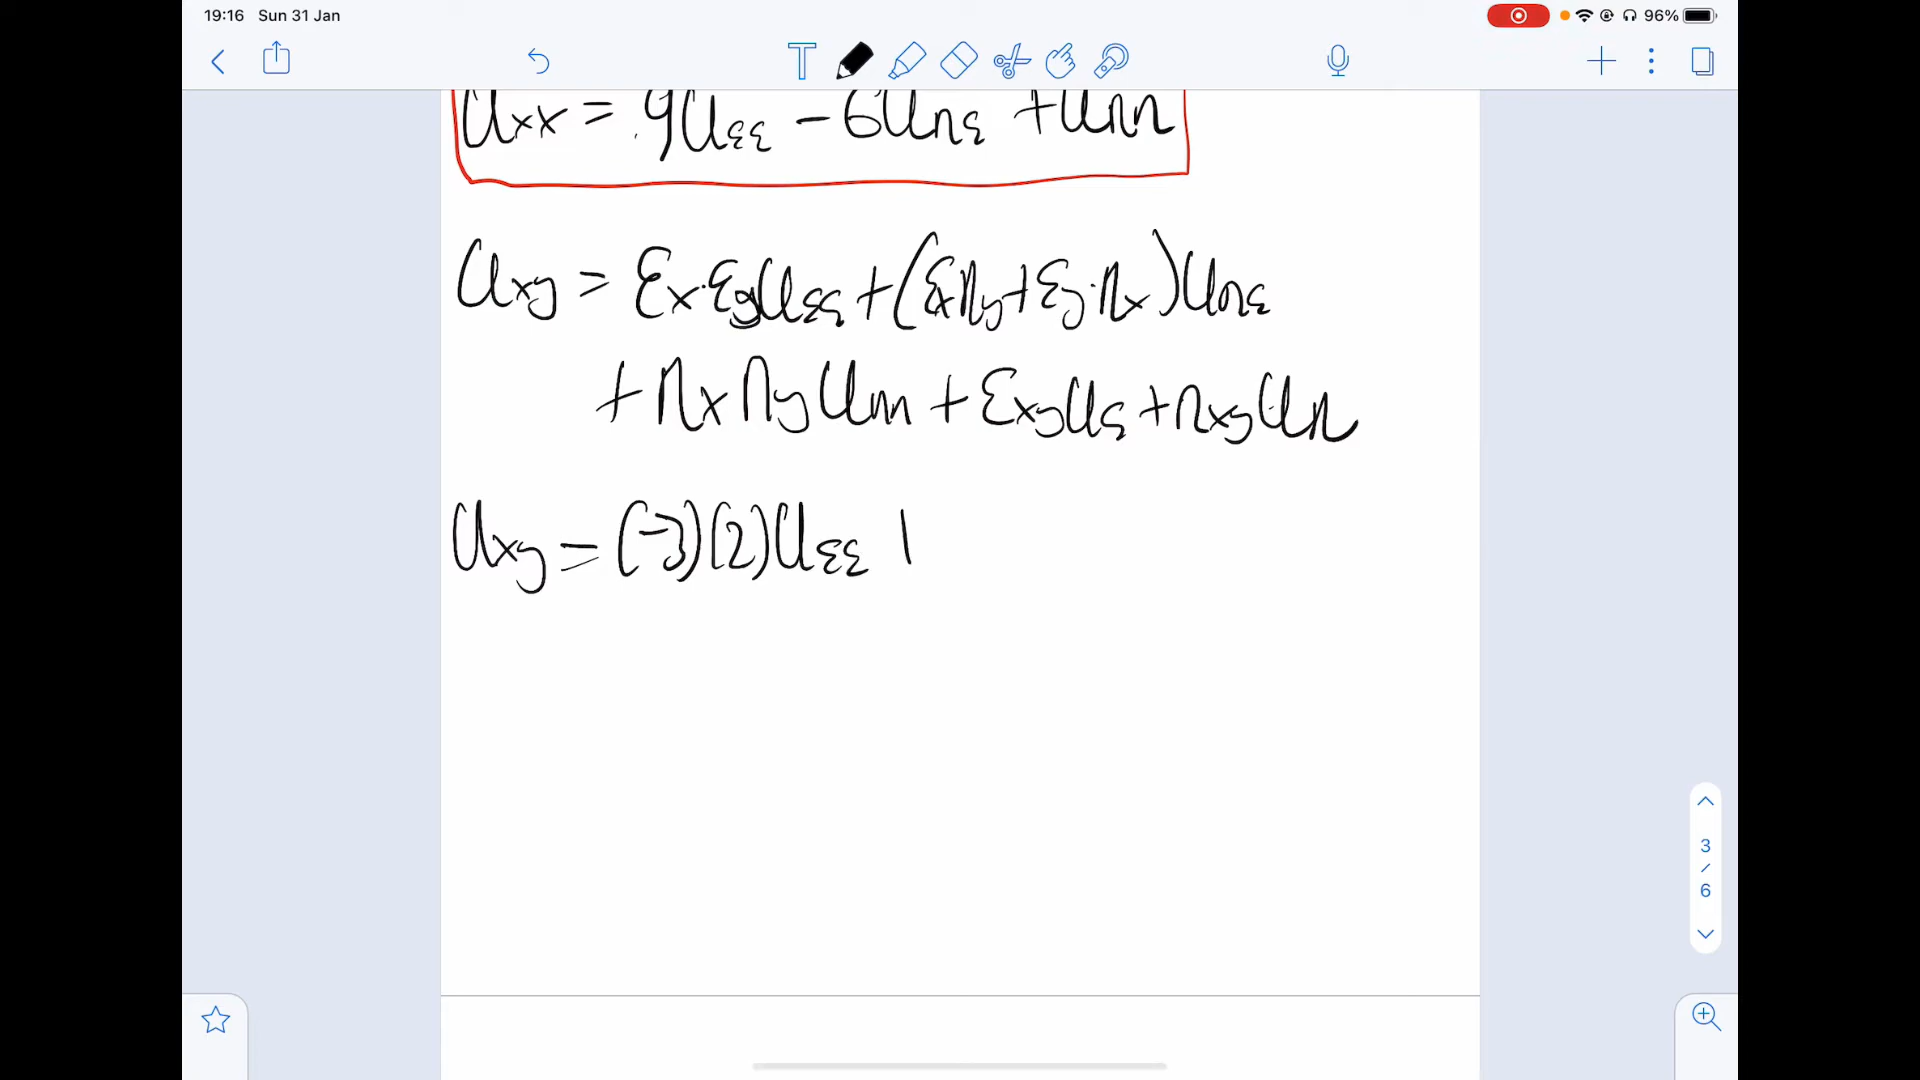 19:16 Sun 31 Jan 96%
T
Uxx = 9Uξξ - 6Uηξ + Uηη
Uxy = ξx·ξyUξξ + (ξxηy + ξy·ηx)Uηξ
+ ηxηyUηη + ξxyUξ + ηxyUη
Uxy = (-3)(2)Uξξ
3
/
6